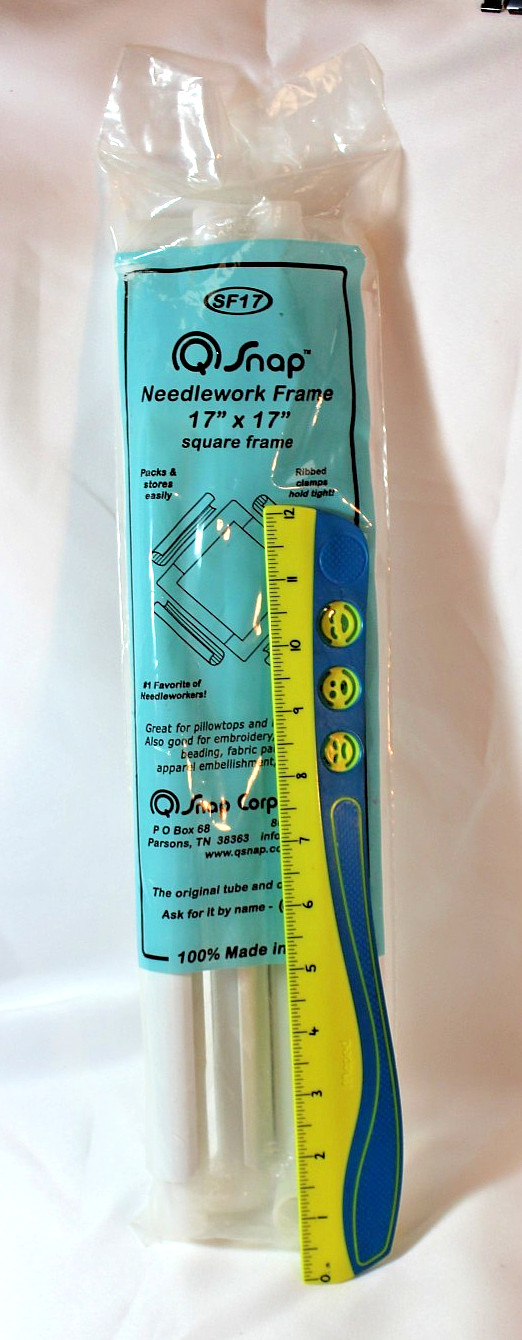 SF17
Q Snap™
Needlework Frame
17" x 17"
square frame
Packs &
stores
easily
Ribbed
clamps
hold tight!
#1 Favorite of
Needleworkers!
Great for pillowtops and
Also good for embroidery,
beading, fabric
apparel embellishment,
Q Snap Corp
P O Box 68
Parsons, TN 38363
www.qsnap.co
The original tube and
Ask for it by name -
100% Made in
12
11
10
9
8
7
6
5
4
3
2
1
0